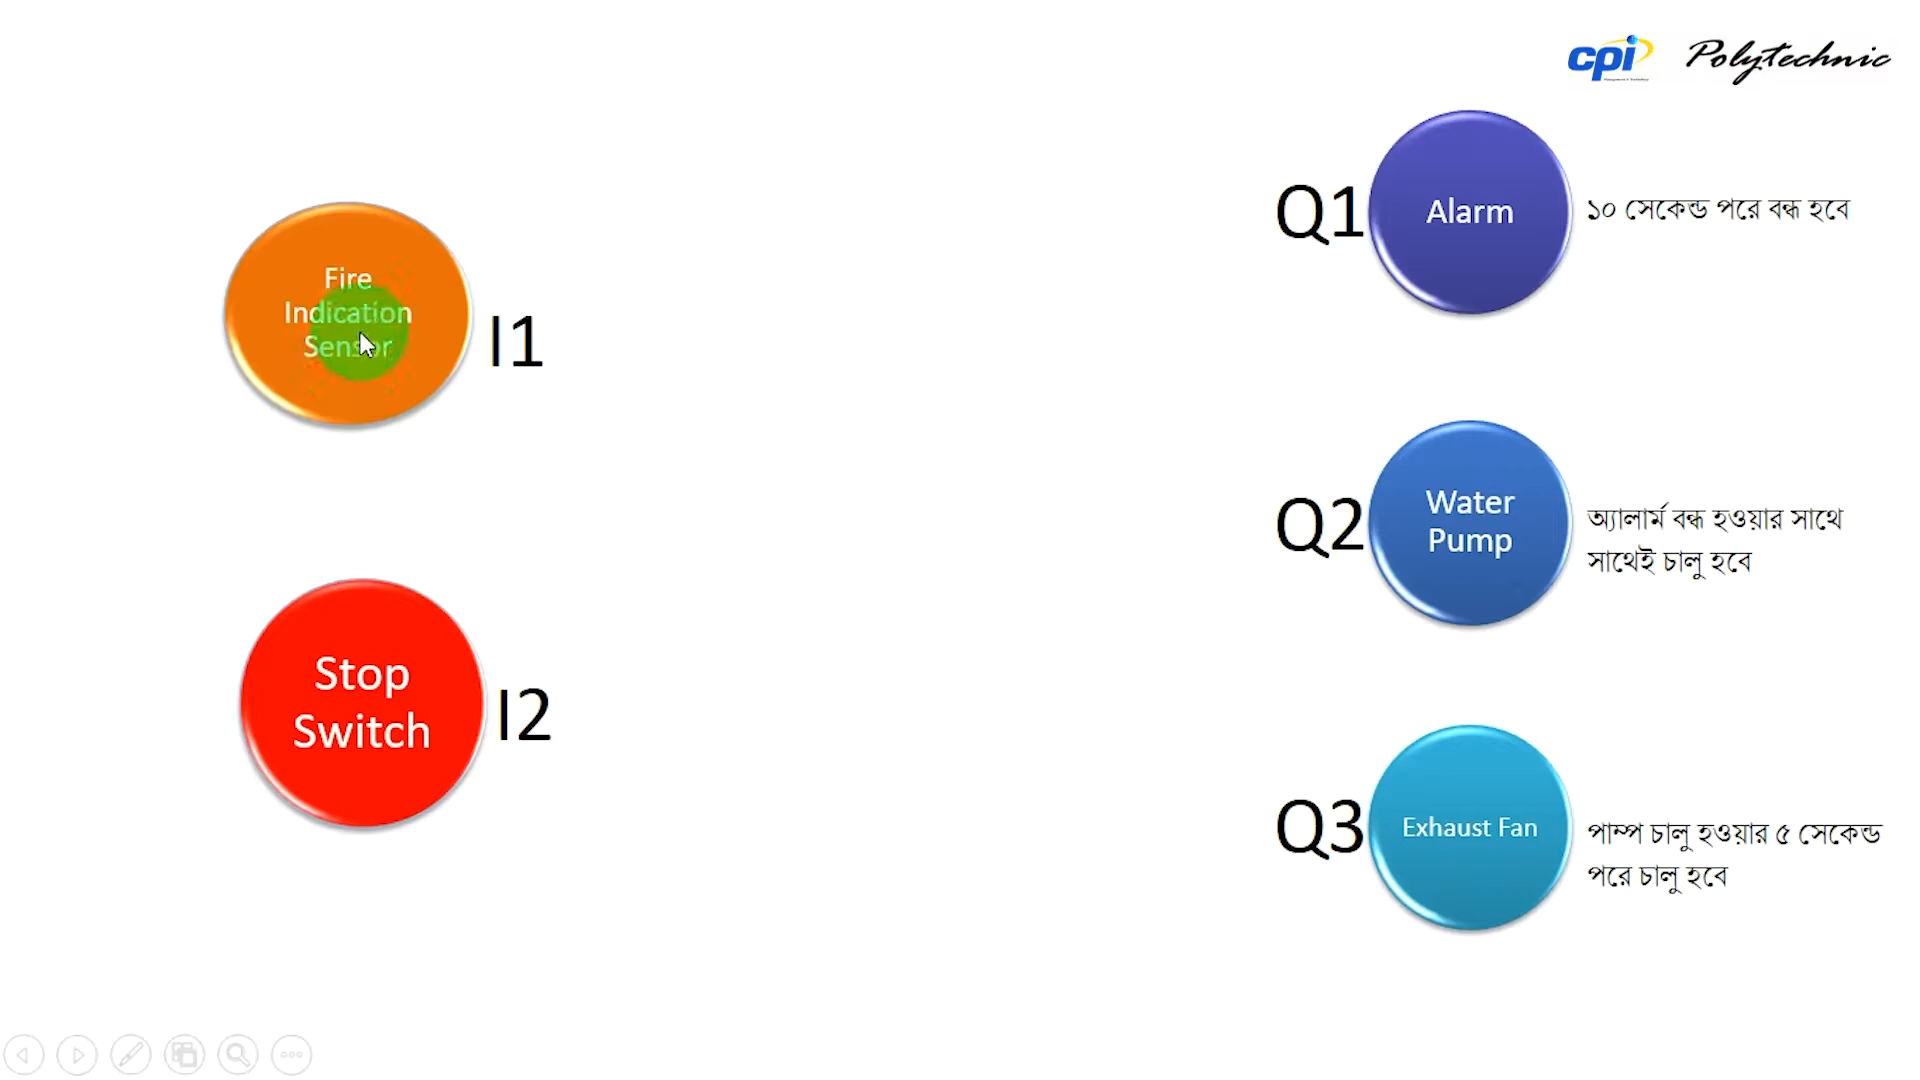 cpi Polytechnic
Fire
Indication
Sensor
I1
Stop
Switch
I2
Q1
Alarm
১০ সেকেন্ড পরে বন্ধ হবে
Q2
Water
Pump
অ্যালার্ম বন্ধ হওয়ার সাথে
সাথেই চালু হবে
Q3
Exhaust Fan
পাম্প চালু হওয়ার ৫ সেকেন্ড
পরে চালু হবে